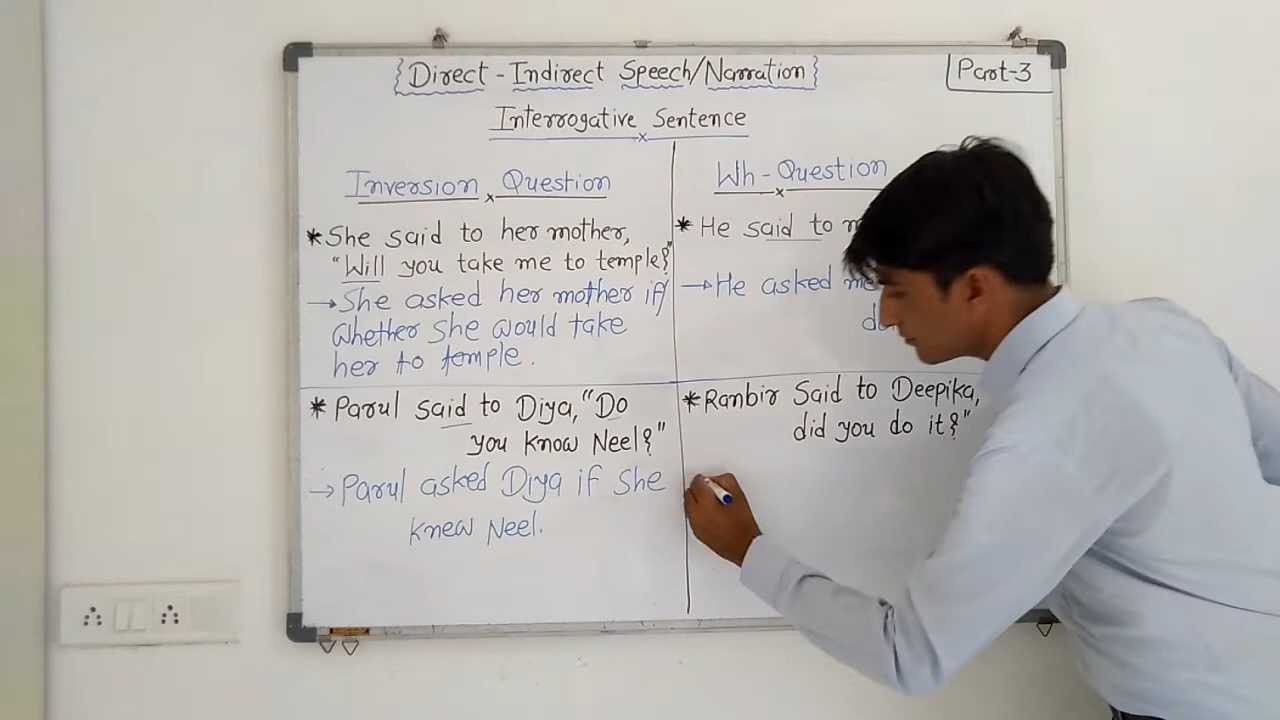 {Direct - Indirect Speech/Narration}
Part-3
Interrogative Sentence
Inversion Question
*She said to her mother,
"Will you take me to temple?"
→She asked her mother if/
whether she would take
her to temple.
*Parul said to Diya, "Do
you know Neel?"
→Parul asked Diya if she
knew Neel.
Wh - Question
*He said to
→He asked me
*Ranbir Said to Deepika,
did you do it?"